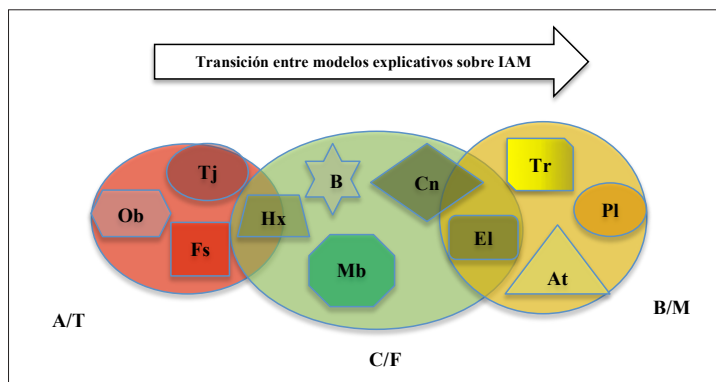 Transición entre modelos explicativos sobre IAM
Tj
Ob
Fs
Hx
B
Cn
Mb
Tr
Pl
El
At
A/T
C/F
B/M